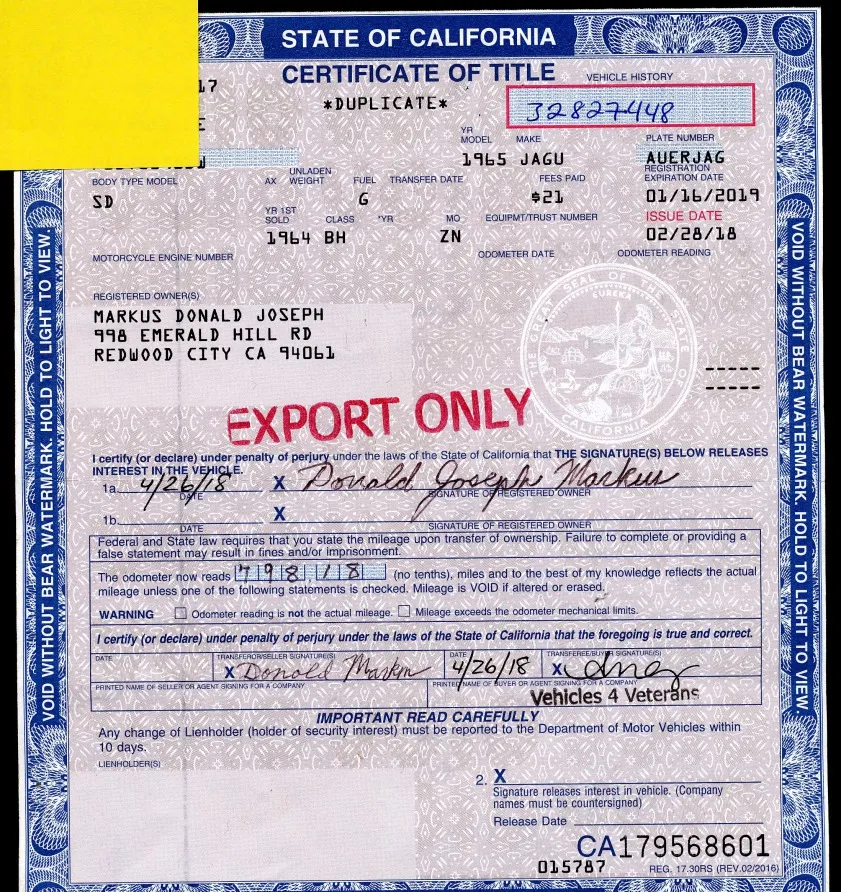 STATE OF CALIFORNIA
CERTIFICATE OF TITLE
VEHICLE HISTORY
17
*DUPLICATE*
32827448
E
YR MODEL MAKE PLATE NUMBER
1965 JAGU AUERJAG
BODY TYPE MODEL AX UNLADEN WEIGHT FUEL TRANSFER DATE FEES PAID REGISTRATION EXPIRATION DATE
SD G $21 01/16/2019
YR 1ST SOLD CLASS *YR MO EQUIPMT/TRUST NUMBER ISSUE DATE
1964 BH ZN 02/28/18
MOTORCYCLE ENGINE NUMBER ODOMETER DATE ODOMETER READING
REGISTERED OWNER(S)
MARKUS DONALD JOSEPH
998 EMERALD HILL RD
REDWOOD CITY CA 94061
THE GREAT SEAL OF THE STATE OF CALIFORNIA
EUREKA
-----
-----
EXPORT ONLY
I certify (or declare) under penalty of perjury under the laws of the State of California that THE SIGNATURE(S) BELOW RELEASES
INTEREST IN THE VEHICLE.
1a. 4/26/18 X Donald Joseph Markus
DATE SIGNATURE OF REGISTERED OWNER
1b. X
DATE SIGNATURE OF REGISTERED OWNER
Federal and State law requires that you state the mileage upon transfer of ownership. Failure to complete or providing a
false statement may result in fines and/or imprisonment.
The odometer now reads 798,18 (no tenths), miles and to the best of my knowledge reflects the actual
mileage unless one of the following statements is checked. Mileage is VOID if altered or erased.
WARNING Odometer reading is not the actual mileage. Mileage exceeds the odometer mechanical limits.
I certify (or declare) under penalty of perjury under the laws of the State of California that the foregoing is true and correct.
DATE TRANSFEROR/SELLER SIGNATURE(S) DATE TRANSFEREE/BUYER SIGNATURE(S)
X Donald Markus 4/26/18 X
PRINTED NAME OF SELLER OR AGENT SIGNING FOR A COMPANY PRINTED NAME OF BUYER OR AGENT SIGNING FOR A COMPANY
Vehicles 4 Veterans
IMPORTANT READ CAREFULLY
Any change of Lienholder (holder of security interest) must be reported to the Department of Motor Vehicles within
10 days.
LIENHOLDER(S)
2. X
Signature releases interest in vehicle. (Company
names must be countersigned)
Release Date
CA179568601
015787 REG. 17.30RS (REV.02/2016)
VOID WITHOUT BEAR WATERMARK. HOLD TO LIGHT TO VIEW.
VOID WITHOUT BEAR WATERMARK. HOLD TO LIGHT TO VIEW